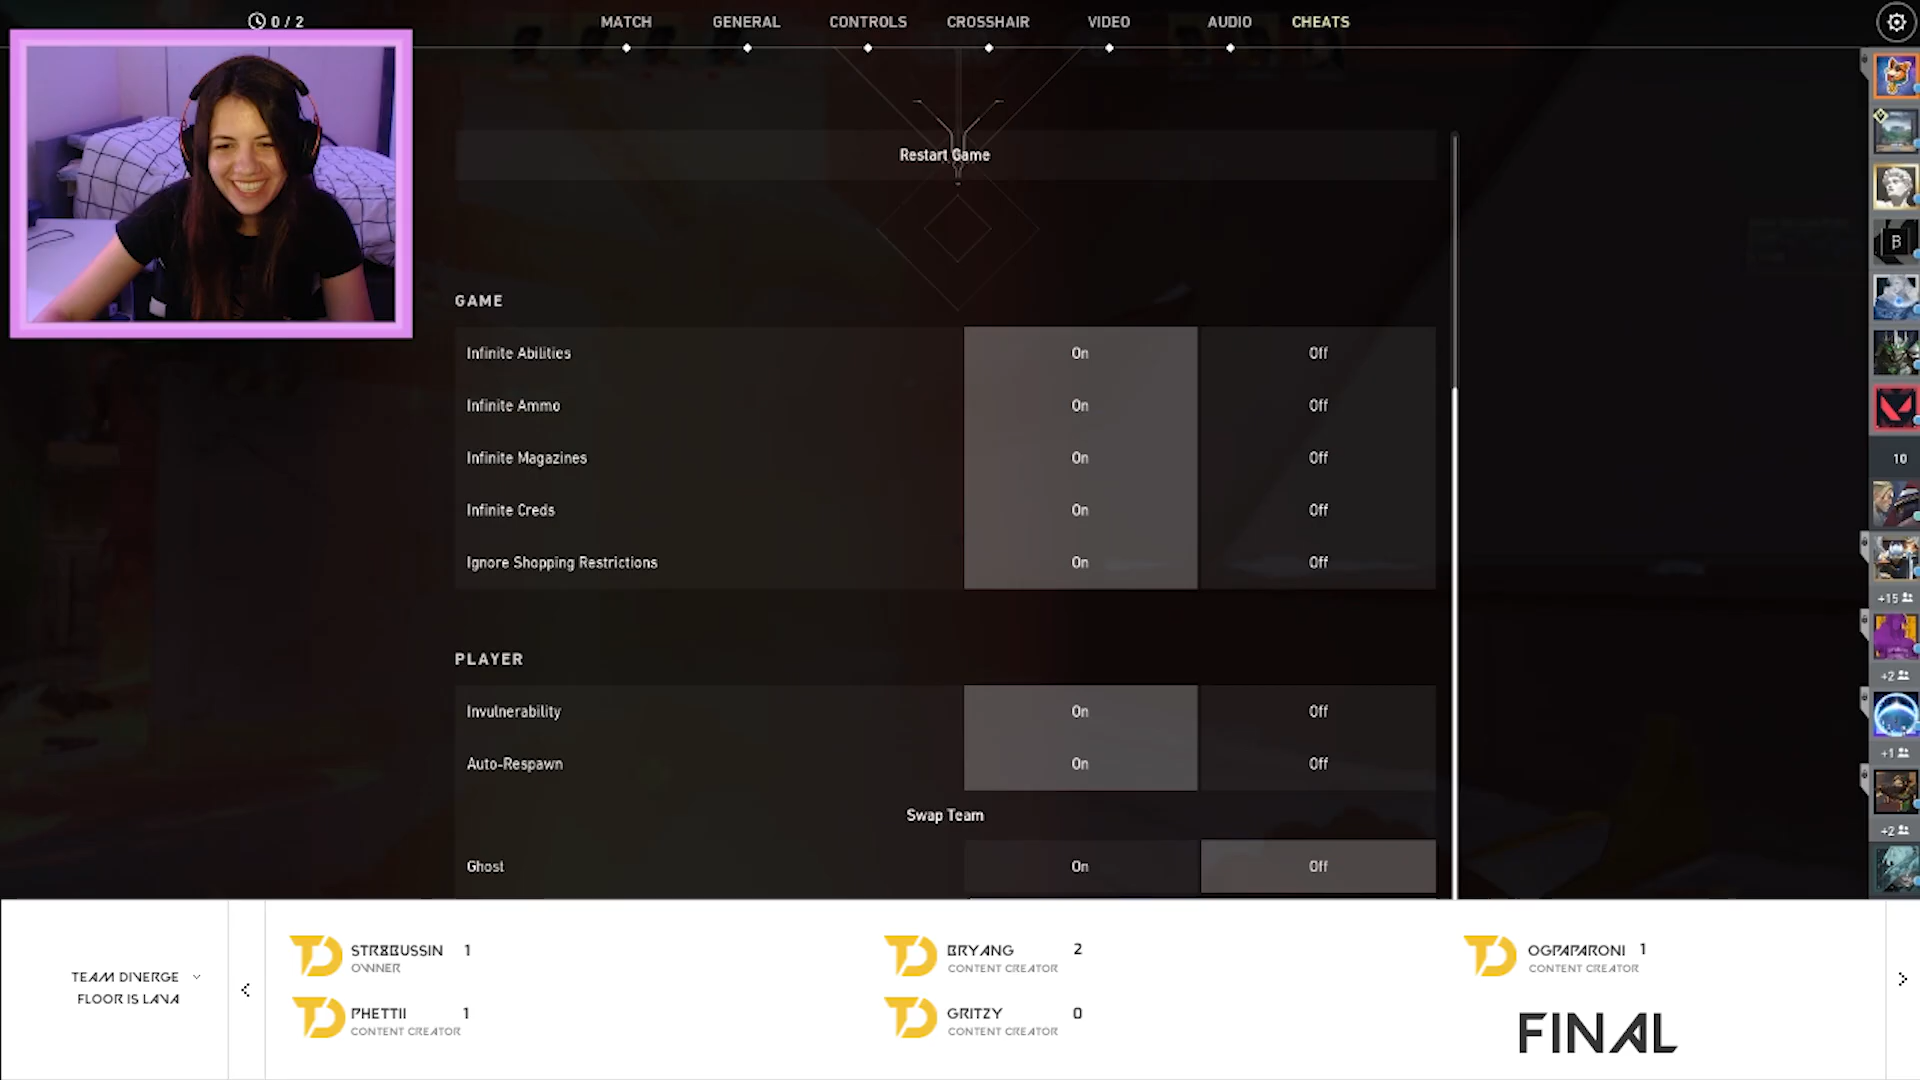 0 / 2
MATCH GENERAL CONTROLS CROSSHAIR VIDEO AUDIO CHEATS
Restart Game
GAME
Infinite Abilities On Off
Infinite Ammo On Off
Infinite Magazines On Off
Infinite Creds On Off
Ignore Shopping Restrictions On Off
PLAYER
Invulnerability On Off
Auto-Respawn On Off
Swap Team
Ghost On Off
B
10
+15
+2
+1
+2
TEAM DIVERGE
FLOOR IS LAVA
STR8BUSSIN 1
OWNER
PHETTII 1
CONTENT CREATOR
BRYANG 2
CONTENT CREATOR
GRITZY 0
CONTENT CREATOR
OGPAPARONI 1
CONTENT CREATOR
FINAL